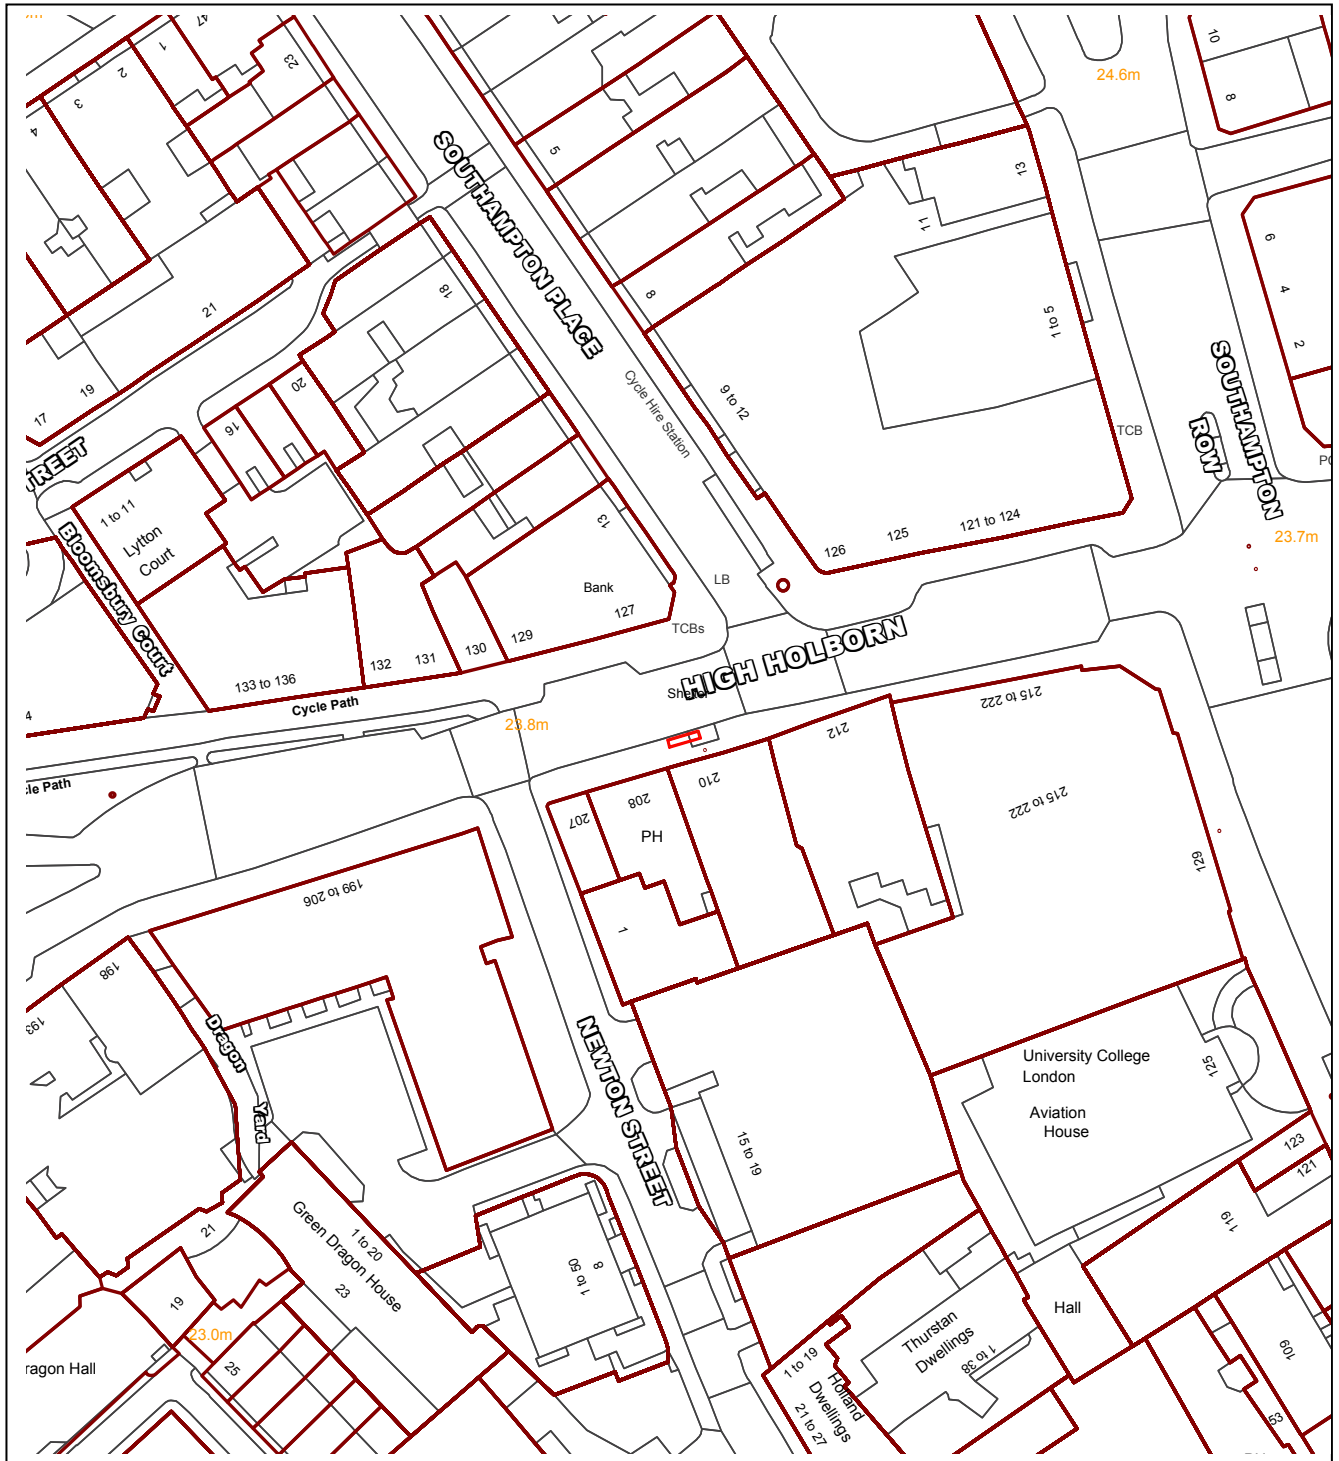 47
1
2
3
4
23
5
8
24.6m
10
8
13
11
SOUTHAMPTON PLACE
18
21
20
19
17
16
6
4
2
1 to 5
SOUTHAMPTON
ROW
Cycle Hire Station
9 to 12
TCB
TREET
1 to 11
Lytton
Court
Bloomsbury Court
13
Bank
127
129
130
131
132
133 to 136
126
125
121 to 124
23.7m
LB
TCBs
HIGH HOLBORN
Shelter
Cycle Path
23.8m
cle Path
4
215 to 222
212
210
208
207
PH
215 to 222
129
199 to 206
1
198
193
Dragon
Yard
NEWTON STREET
15 to 19
University College
London
125
Aviation
House
123
121
119
21
Green Dragon House
1 to 20
23
8
1 to 50
19
23.0m
25
ragon Hall
Hall
Thurstan
Dwellings
1 to 38
1 to 19
Holland
Dwellings
21 to 27
109
53